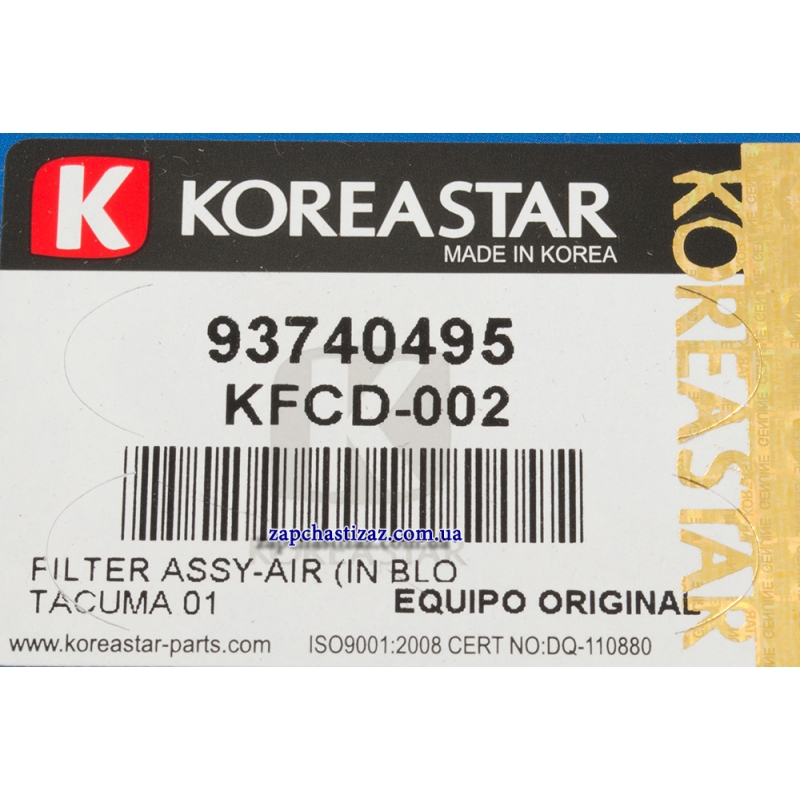 K KOREASTAR
MADE IN KOREA
93740495
KFCD-002
zapchastizaz.com.ua
FILTER ASSY-AIR (IN BLO
TACUMA 01
EQUIPO ORIGINAL
www.koreastar-parts.com
ISO9001:2008 CERT NO:DQ-110880
KOREASTAR
GENUINE